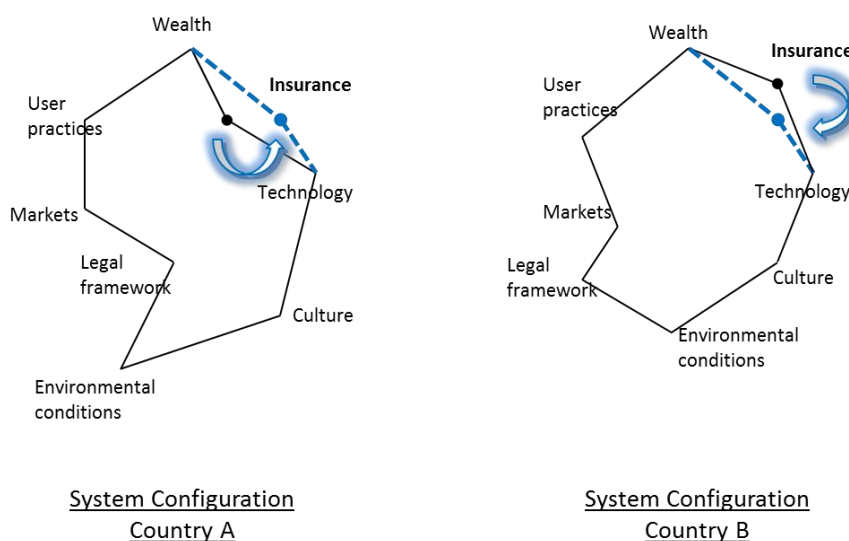 Wealth
Insurance
User
practices
Technology
Markets
Legal
framework
Culture
Environmental
conditions
System Configuration
Country A
Wealth
Insurance
User
practices
Technology
Markets
Legal
framework
Culture
Environmental
conditions
System Configuration
Country B